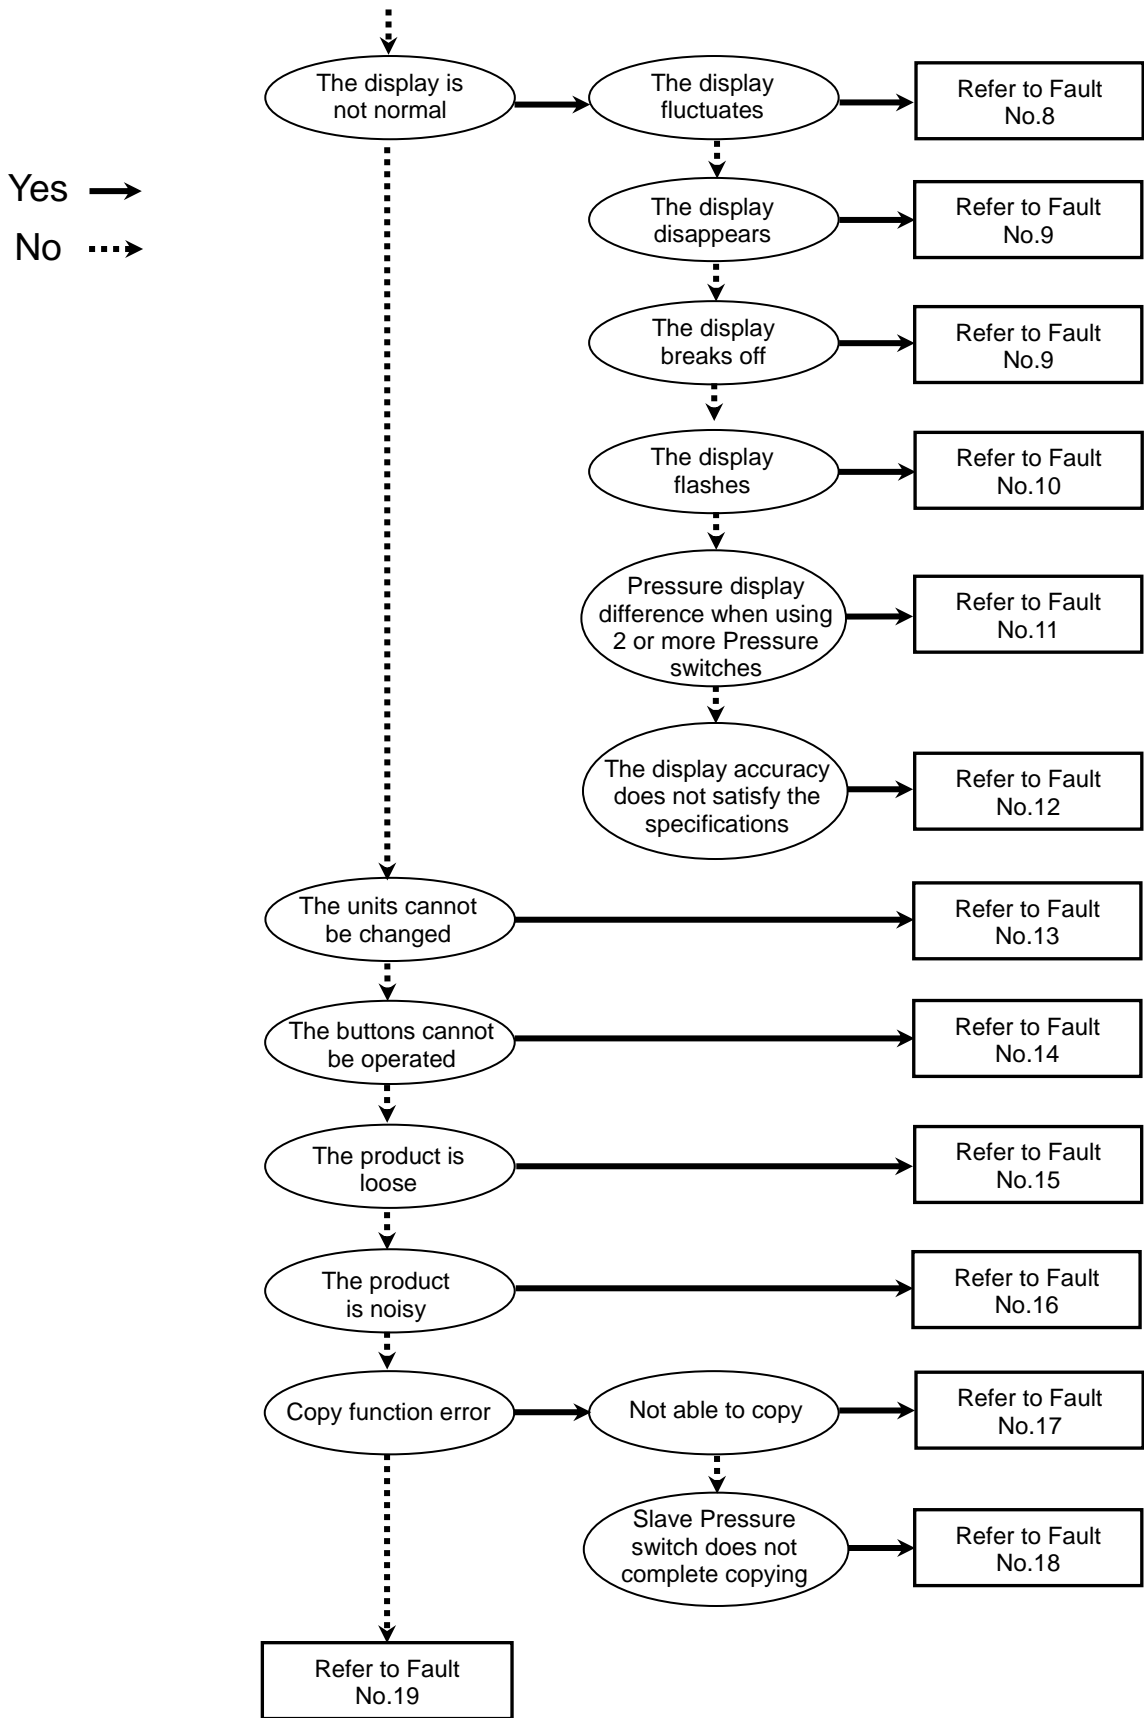 The display is
not normal
The display
fluctuates
Refer to Fault
No.8
Yes
No
The display
disappears
Refer to Fault
No.9
The display
breaks off
Refer to Fault
No.9
The display
flashes
Refer to Fault
No.10
Pressure display
difference when using
2 or more Pressure
switches
Refer to Fault
No.11
The display accuracy
does not satisfy the
specifications
Refer to Fault
No.12
The units cannot
be changed
Refer to Fault
No.13
The buttons cannot
be operated
Refer to Fault
No.14
The product is
loose
Refer to Fault
No.15
The product
is noisy
Refer to Fault
No.16
Copy function error
Not able to copy
Refer to Fault
No.17
Slave Pressure
switch does not
complete copying
Refer to Fault
No.18
Refer to Fault
No.19